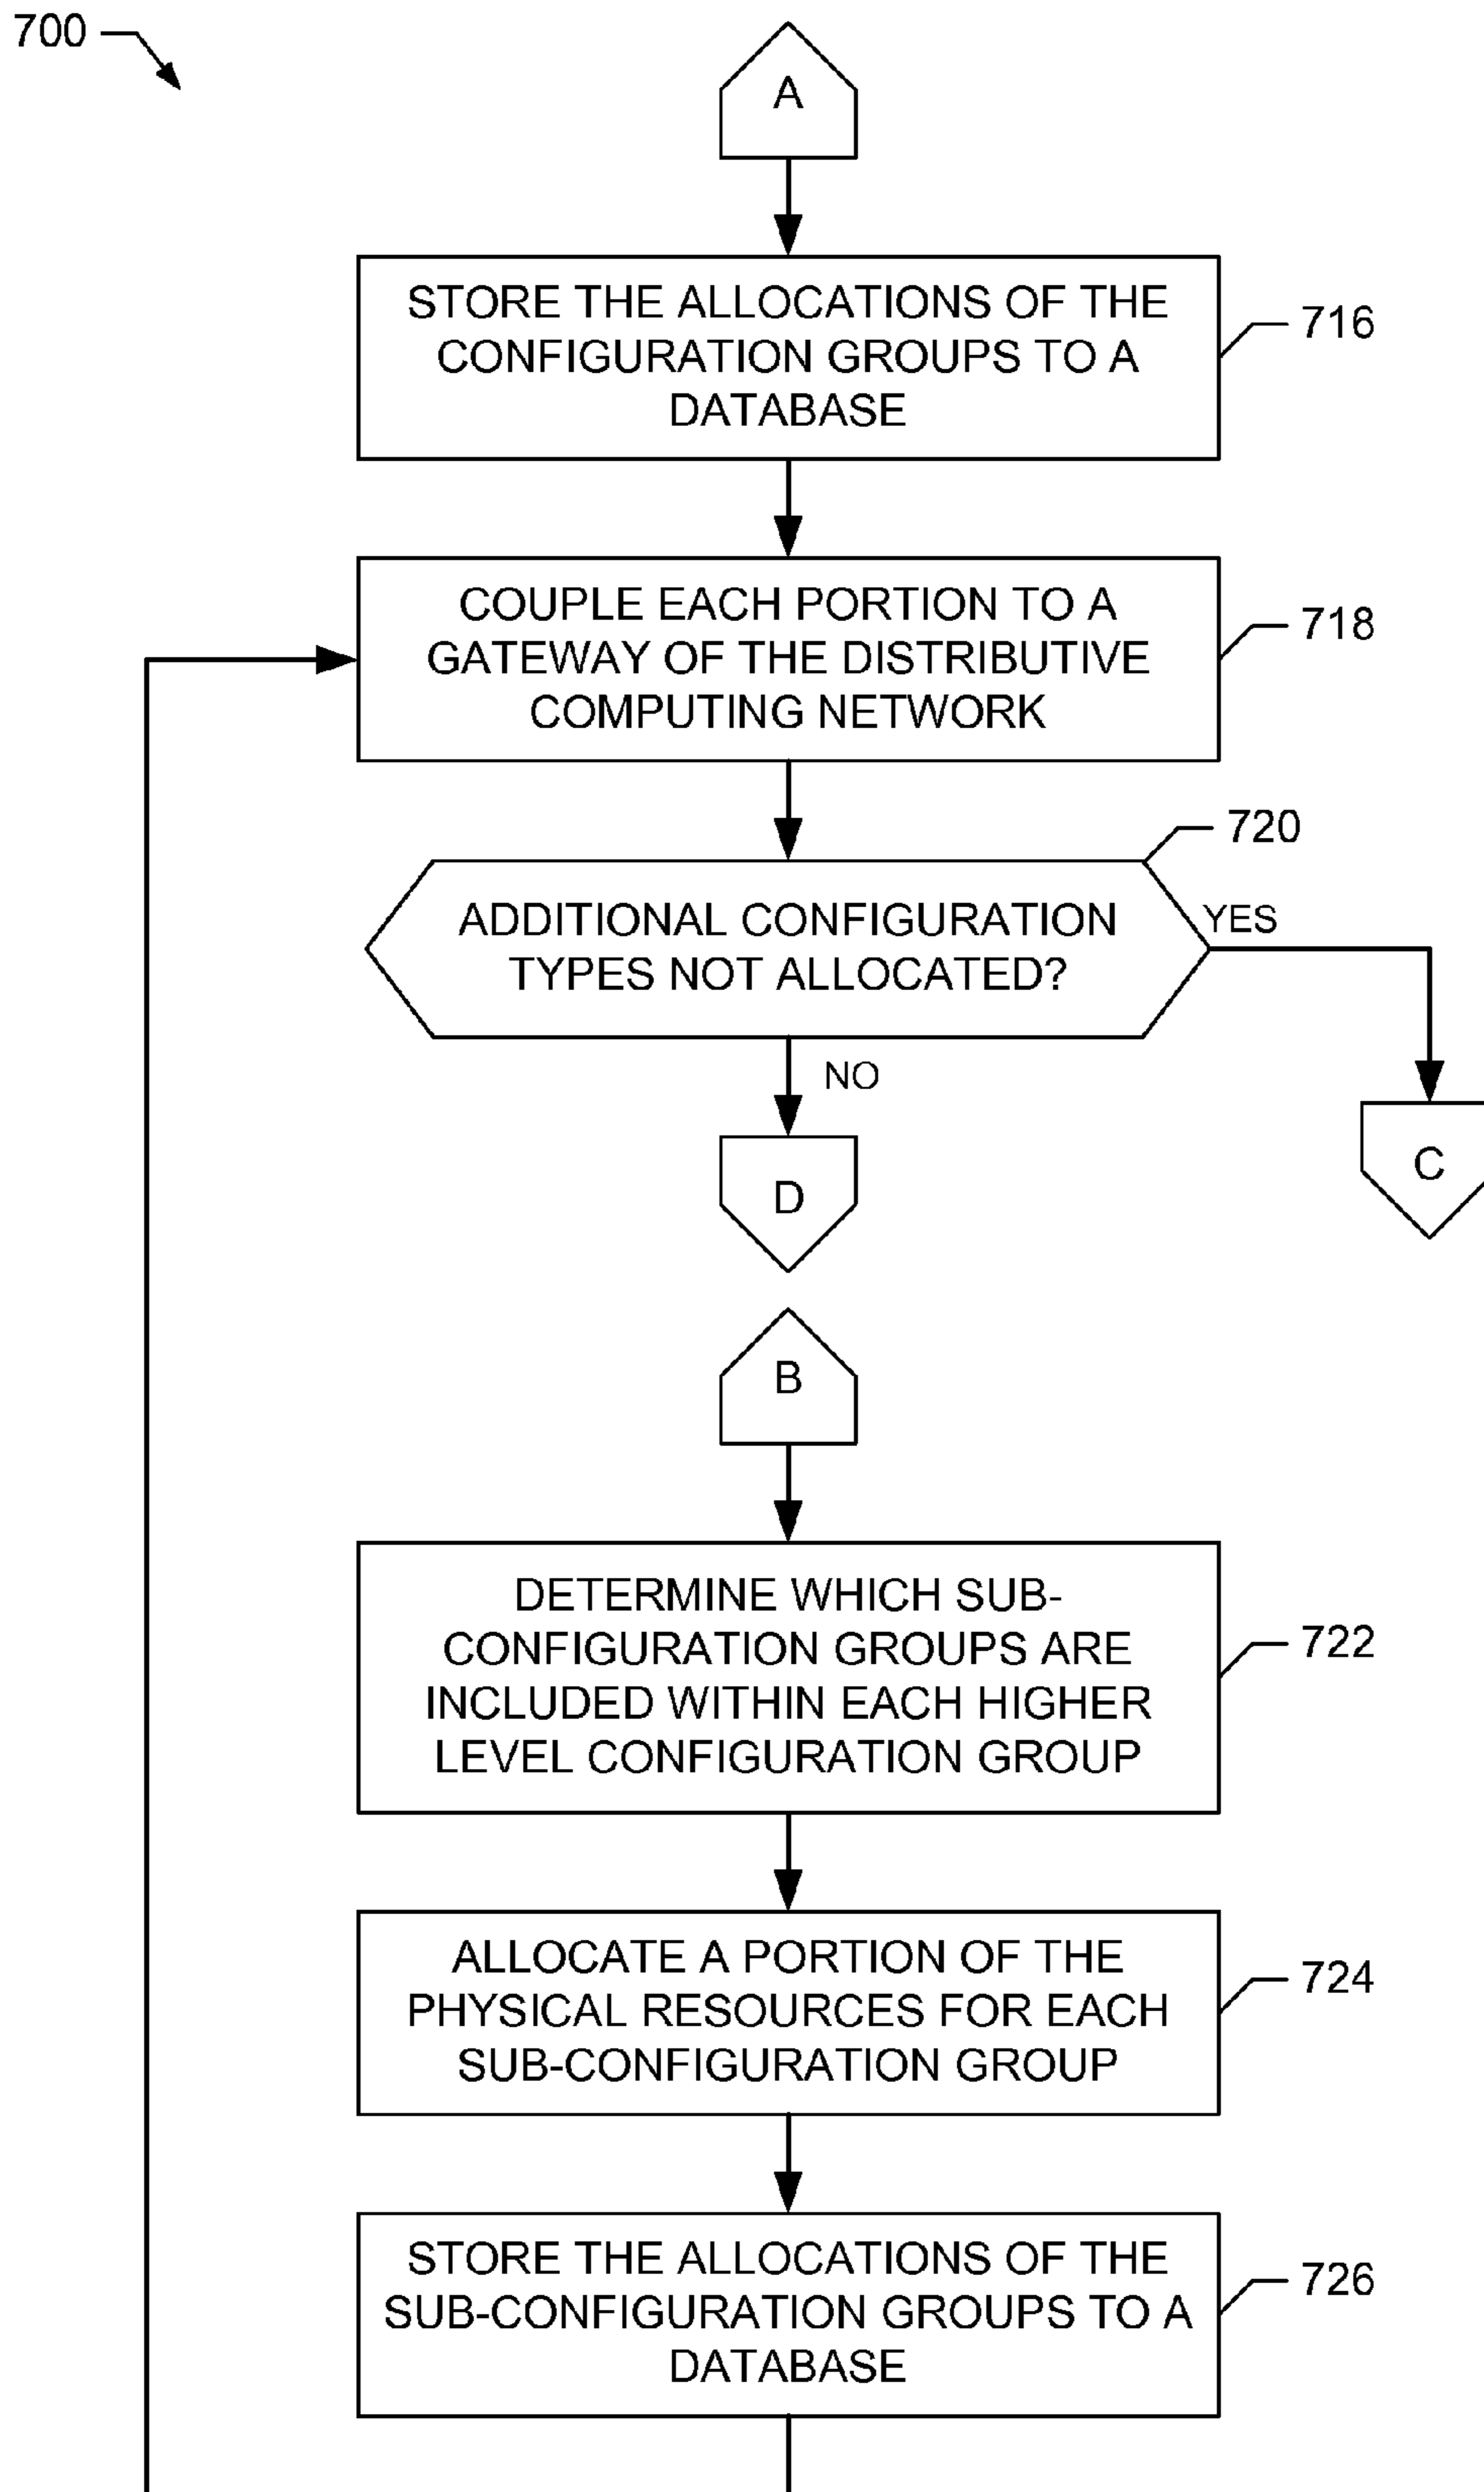 700
A
STORE THE ALLOCATIONS OF THE
CONFIGURATION GROUPS TO A
DATABASE
716
COUPLE EACH PORTION TO A
GATEWAY OF THE DISTRIBUTIVE
COMPUTING NETWORK
718
720
ADDITIONAL CONFIGURATION
TYPES NOT ALLOCATED?
YES
NO
C
D
B
DETERMINE WHICH SUB-
CONFIGURATION GROUPS ARE
INCLUDED WITHIN EACH HIGHER
LEVEL CONFIGURATION GROUP
722
ALLOCATE A PORTION OF THE
PHYSICAL RESOURCES FOR EACH
SUB-CONFIGURATION GROUP
724
STORE THE ALLOCATIONS OF THE
SUB-CONFIGURATION GROUPS TO A
DATABASE
726